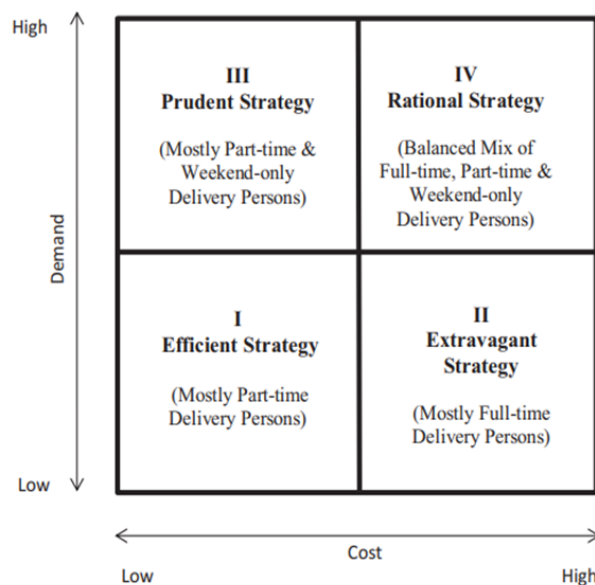 High
III
Prudent Strategy
(Mostly Part-time &
Weekend-only
Delivery Persons)
IV
Rational Strategy
(Balanced Mix of
Full-time, Part-time &
Weekend-only
Delivery Persons)
Demand
I
Efficient Strategy
(Mostly Part-time
Delivery Persons)
II
Extravagant
Strategy
(Mostly Full-time
Delivery Persons)
Low
Cost
Low
High